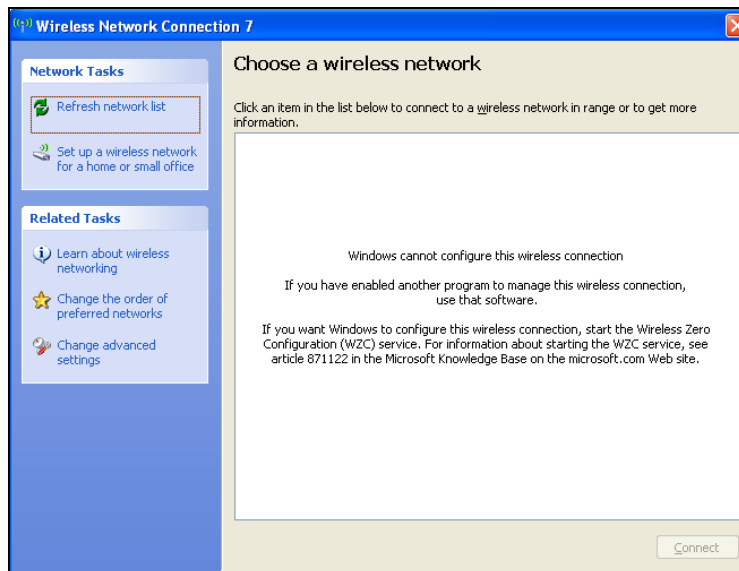 Wireless Network Connection 7
Network Tasks
Refresh network list
Set up a wireless network
for a home or small office
Related Tasks
Learn about wireless
networking
Change the order of
preferred networks
Change advanced
settings
Choose a wireless network
Click an item in the list below to connect to a wireless network in range or to get more
information.
Windows cannot configure this wireless connection
If you have enabled another program to manage this wireless connection,
use that software.
If you want Windows to configure this wireless connection, start the Wireless Zero
Configuration (WZC) service. For information about starting the WZC service, see
article 871122 in the Microsoft Knowledge Base on the microsoft.com Web site.
Connect